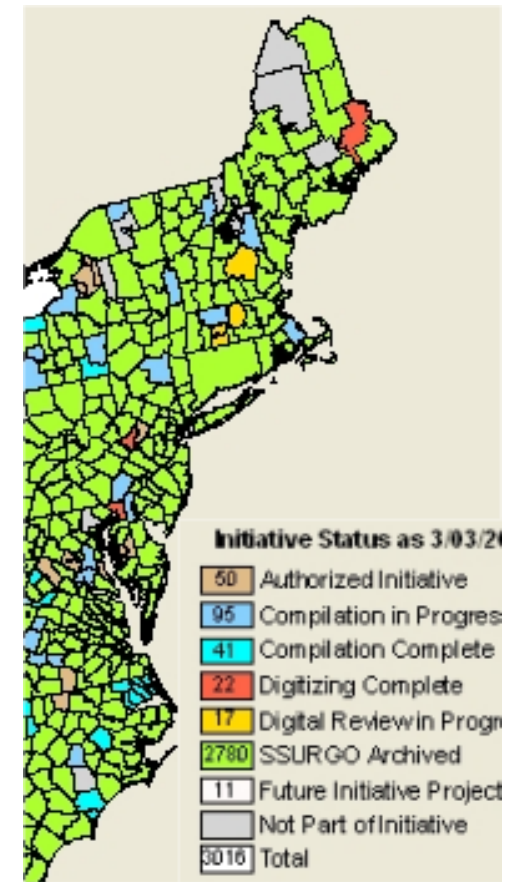 Initiative Status as 3/03/20
50 Authorized Initiative
95 Compilation in Progress
41 Compilation Complete
22 Digitizing Complete
17 Digital Review in Progr
2780 SSURGO Archived
11 Future Initiative Project
Not Part of Initiative
3016 Total